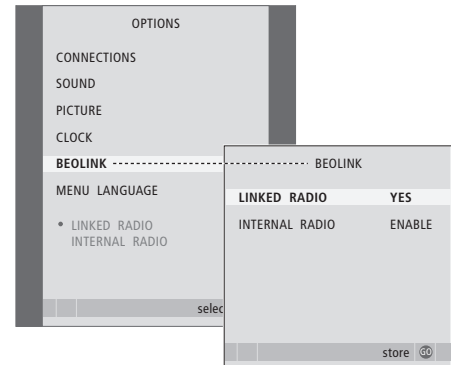 OPTIONS
CONNECTIONS
SOUND
PICTURE
CLOCK
BEOLINK
MENU LANGUAGE
• LINKED RADIO
INTERNAL RADIO
selec
BEOLINK
LINKED RADIO YES
INTERNAL RADIO ENABLE
store GO